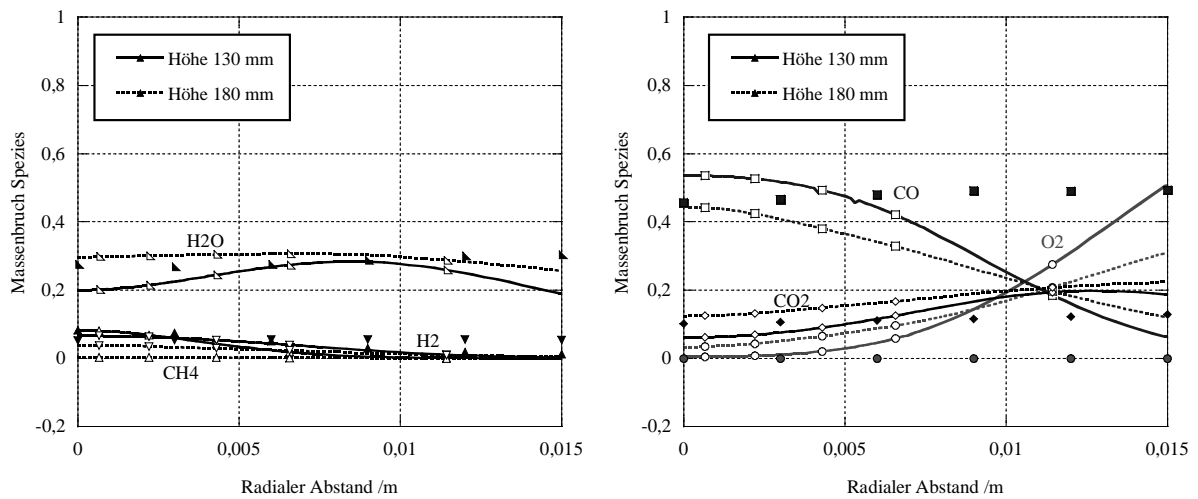 1
0,8
0,6
0,4
0,2
0
-0,2
Massenbruch Spezies
Höhe 130 mm
Höhe 180 mm
H2O
H2
CH4
0
0,005
0,01
0,015
Radialer Abstand /m
1
0,8
0,6
0,4
0,2
0
-0,2
Massenbruch Spezies
Höhe 130 mm
Höhe 180 mm
CO
O2
CO2
0
0,005
0,01
0,015
Radialer Abstand /m